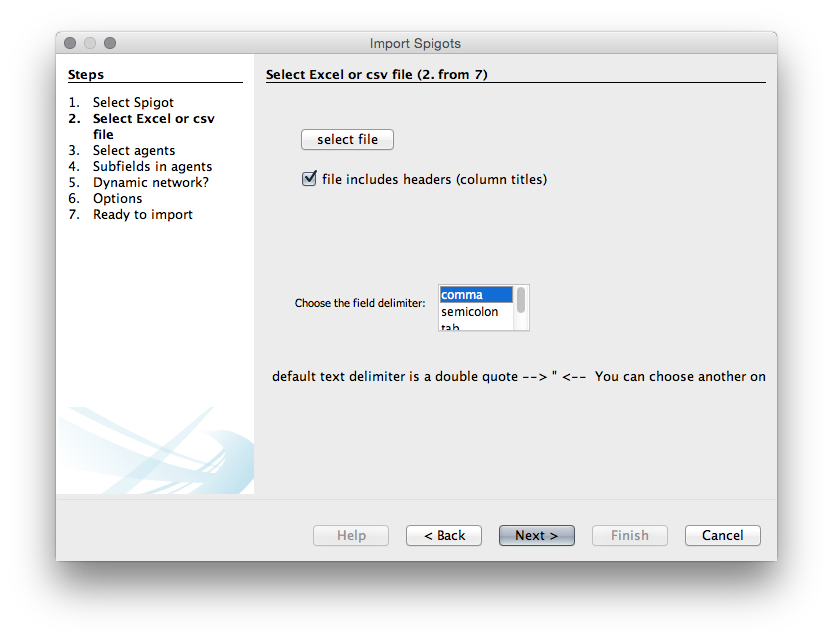 Import Spigots
Steps
1. Select Spigot
2. Select Excel or csv
file
3. Select agents
4. Subfields in agents
5. Dynamic network?
6. Options
7. Ready to import
Select Excel or csv file (2. from 7)
select file
file includes headers (column titles)
Choose the field delimiter:
comma
semicolon
tab
default text delimiter is a double quote --> " <-- You can choose another on
Help
< Back
Next >
Finish
Cancel